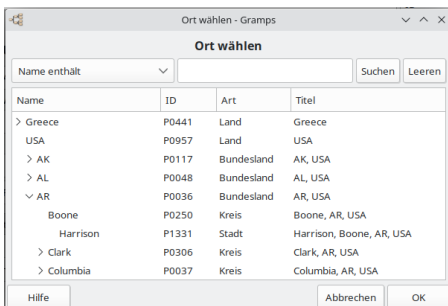 Ort wählen - Gramps
Ort wählen
Name enthält Suchen Leeren
Name ID Art Titel
Greece P0441 Land Greece
USA P0957 Land USA
AK P0117 Bundesland AK, USA
AL P0048 Bundesland AL, USA
AR P0036 Bundesland AR, USA
Boone P0250 Kreis Boone, AR, USA
Harrison P1331 Stadt Harrison, Boone, AR, USA
Clark P0306 Kreis Clark, AR, USA
Columbia P0037 Kreis Columbia, AR, USA
Hilfe Abbrechen OK